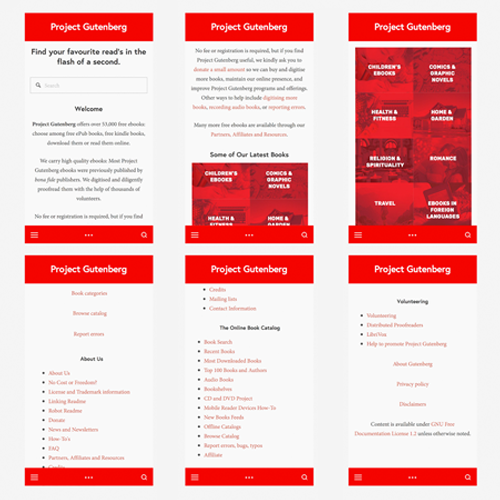 Project Gutenberg
Find your favourite read's in the
flash of a second.
Search
Welcome
Project Gutenberg offers over 53,000 free ebooks:
choose among free ePub books, free kindle books,
download them or read them online.
We carry high quality ebooks: Most Project
Gutenberg ebooks were previously published by
bona fide publishers. We digitised and diligently
proofread them with the help of thousands of
volunteers.
No fee or registration is required, but if you find
Project Gutenberg
No fee or registration is required, but if you find
Project Gutenberg useful, we kindly ask you to
donate a small amount so we can buy and digitise
more books, maintain our online presence, and
improve Project Gutenberg programs and offerings.
Other ways to help include digitising more
books, recording audio books, or reporting errors.
Many more free ebooks are available through our
Partners, Affiliates and Resources.
Some of Our Latest Books
CHILDREN'S
EBOOKS
COMICS &
GRAPHIC
NOVELS
HEALTH &
FITNESS
HOME &
GARDEN
Project Gutenberg
CHILDREN'S
EBOOKS
COMICS &
GRAPHIC
NOVELS
HEALTH &
FITNESS
HOME &
GARDEN
RELIGION &
SPIRITUALITY
ROMANCE
TRAVEL
EBOOKS IN
FOREIGN
LANGUAGES
Project Gutenberg
Book categories
Browse catalog
Report errors
About Us
About Us
No Cost or Freedom?
License and Trademark information
Linking Readme
Robot Readme
Donate
News and Newsletters
How To's
FAQ
Partners, Affiliates and Resources
Credits
Project Gutenberg
Credits
Mailing lists
Contact Information
The Online Book Catalog
Book Search
Recent Books
Most Downloaded Books
Top 100 Books and Authors
Audio Books
Bookshelves
CD and DVD Project
Mobile Reader Devices How-To
New Books Feeds
Offline Catalogs
Browse Catalog
Report errors, bugs, typos
Affiliate
Project Gutenberg
Volunteering
Volunteering
Distributed Proofreaders
LibriVox
Help to promote Project Gutenberg
About Gutenberg
Privacy policy
Disclaimers
Content is available under GNU Free
Documentation License 1.2 unless otherwise noted.